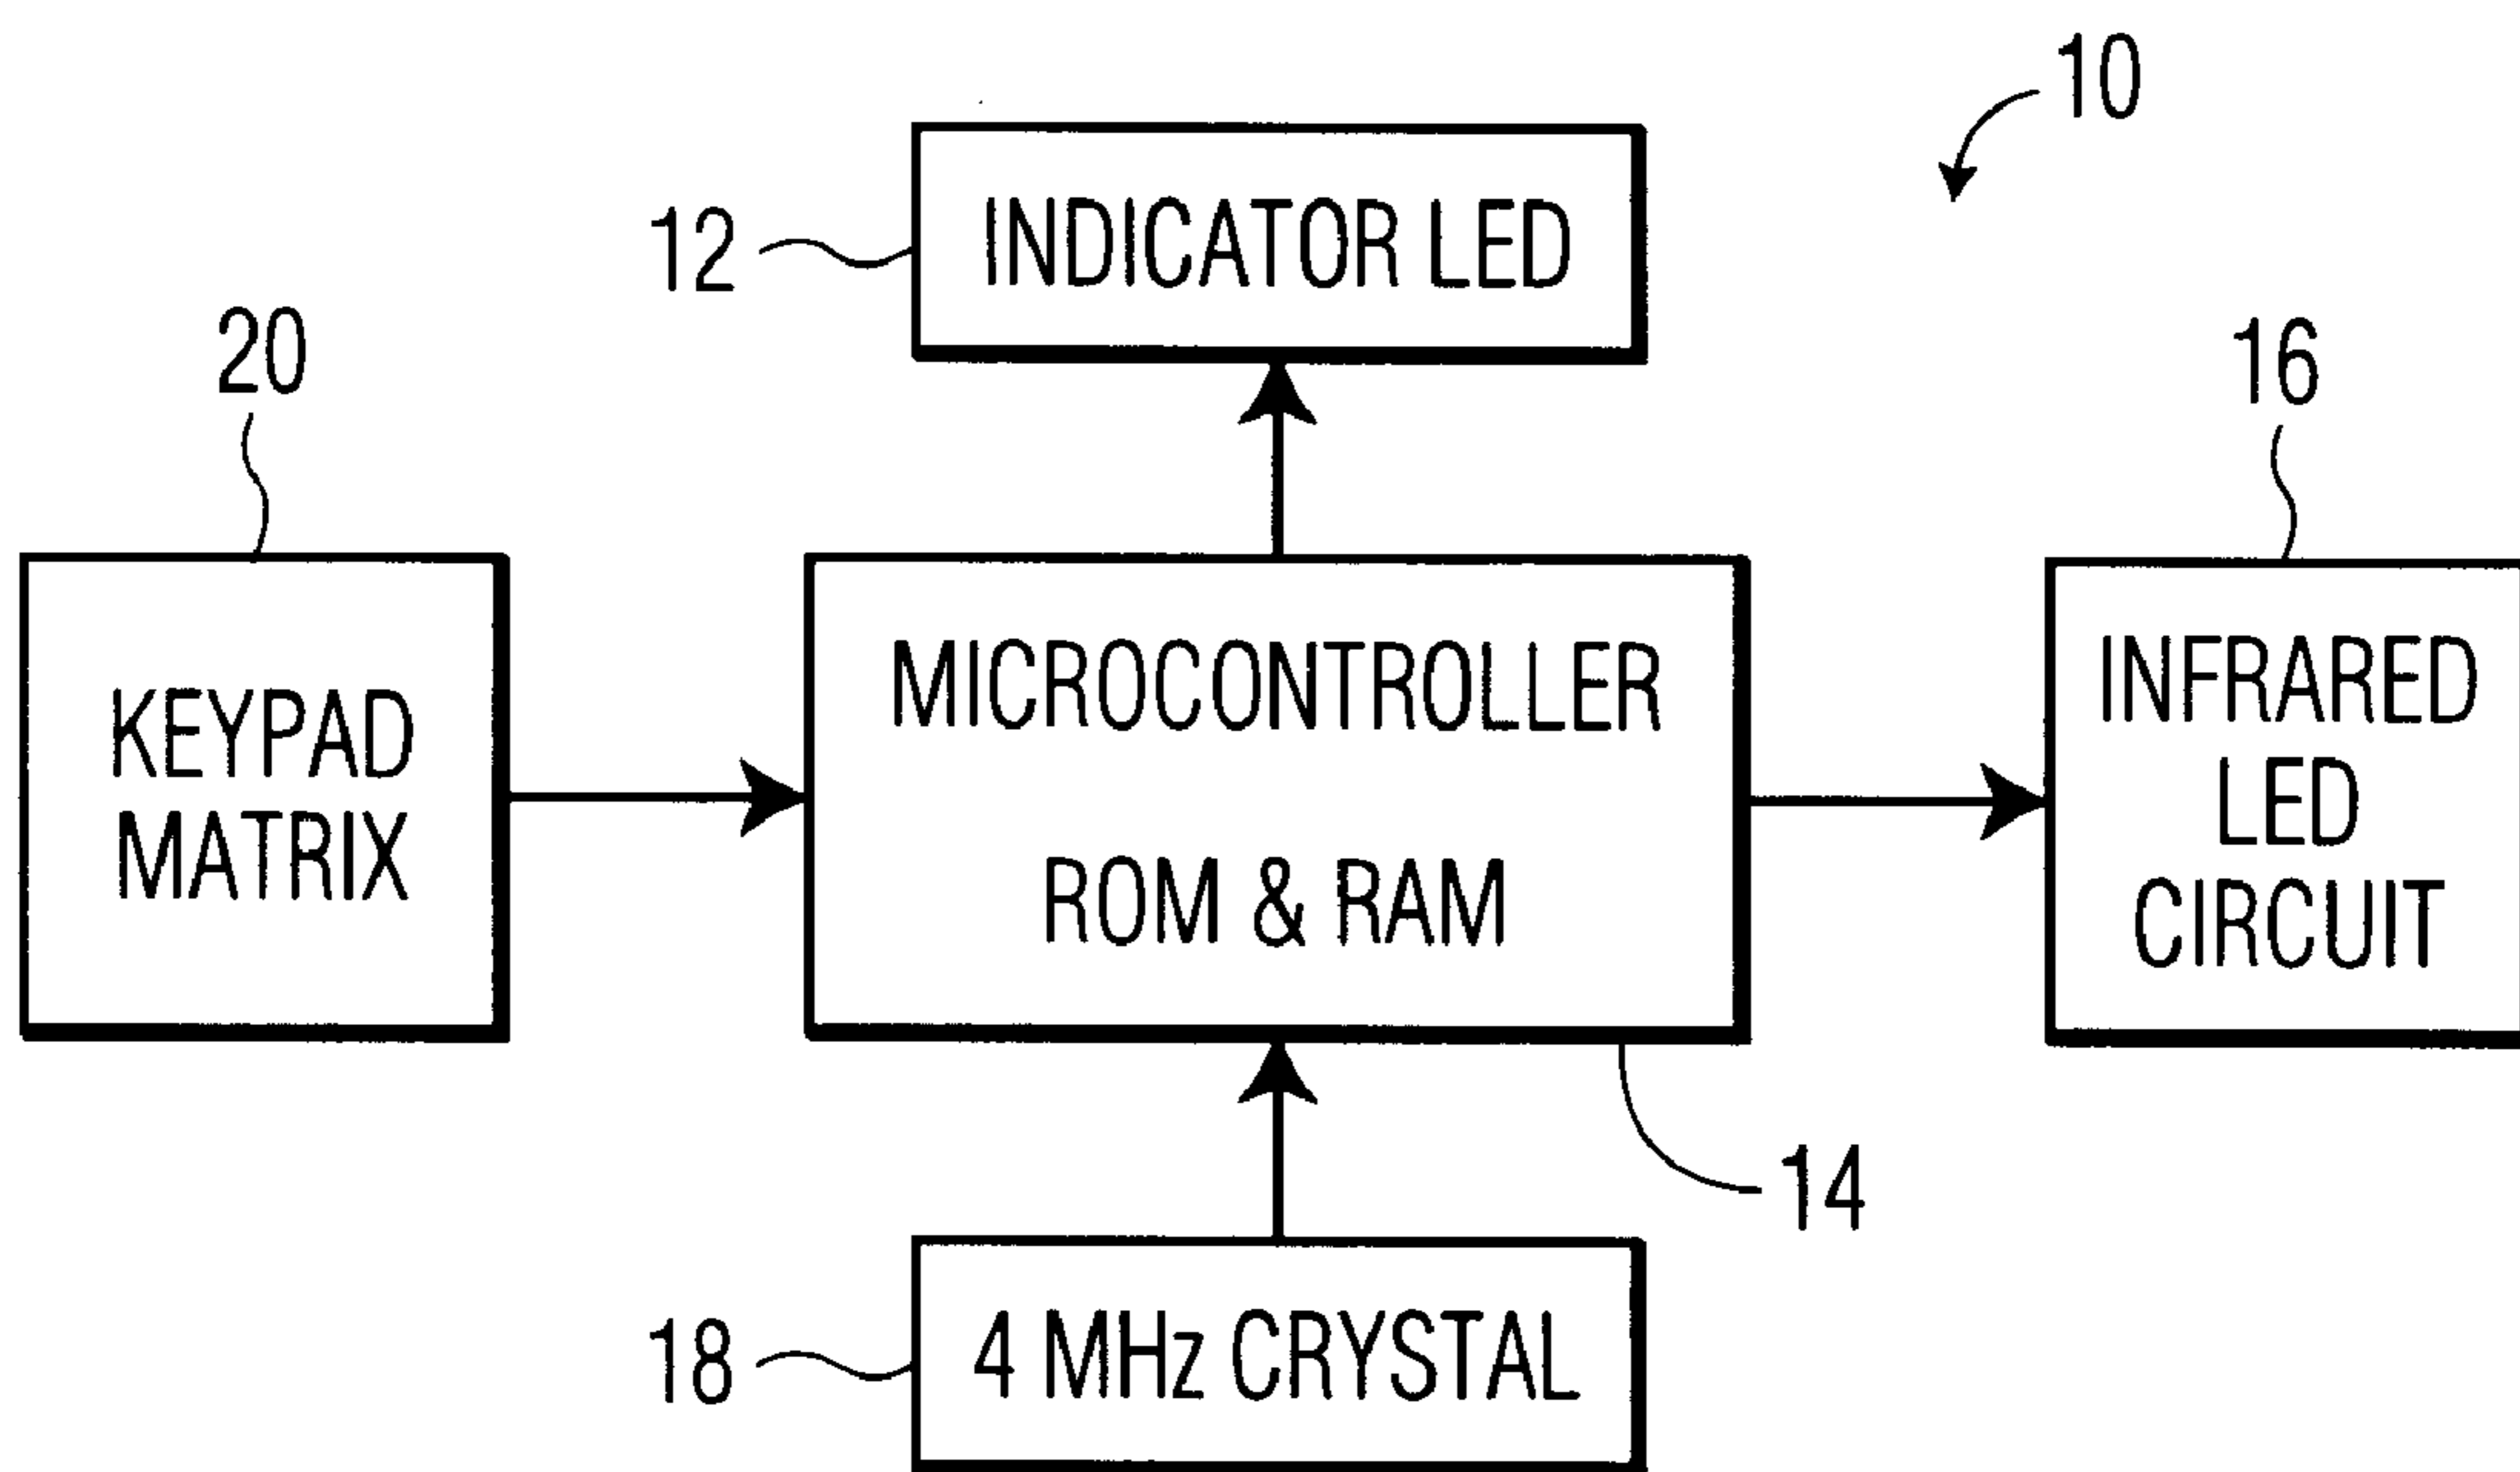 10
INDICATOR LED
12
20
16
KEYPAD
MATRIX
MICROCONTROLLER
ROM & RAM
INFRARED
LED
CIRCUIT
14
18
4 MHz CRYSTAL